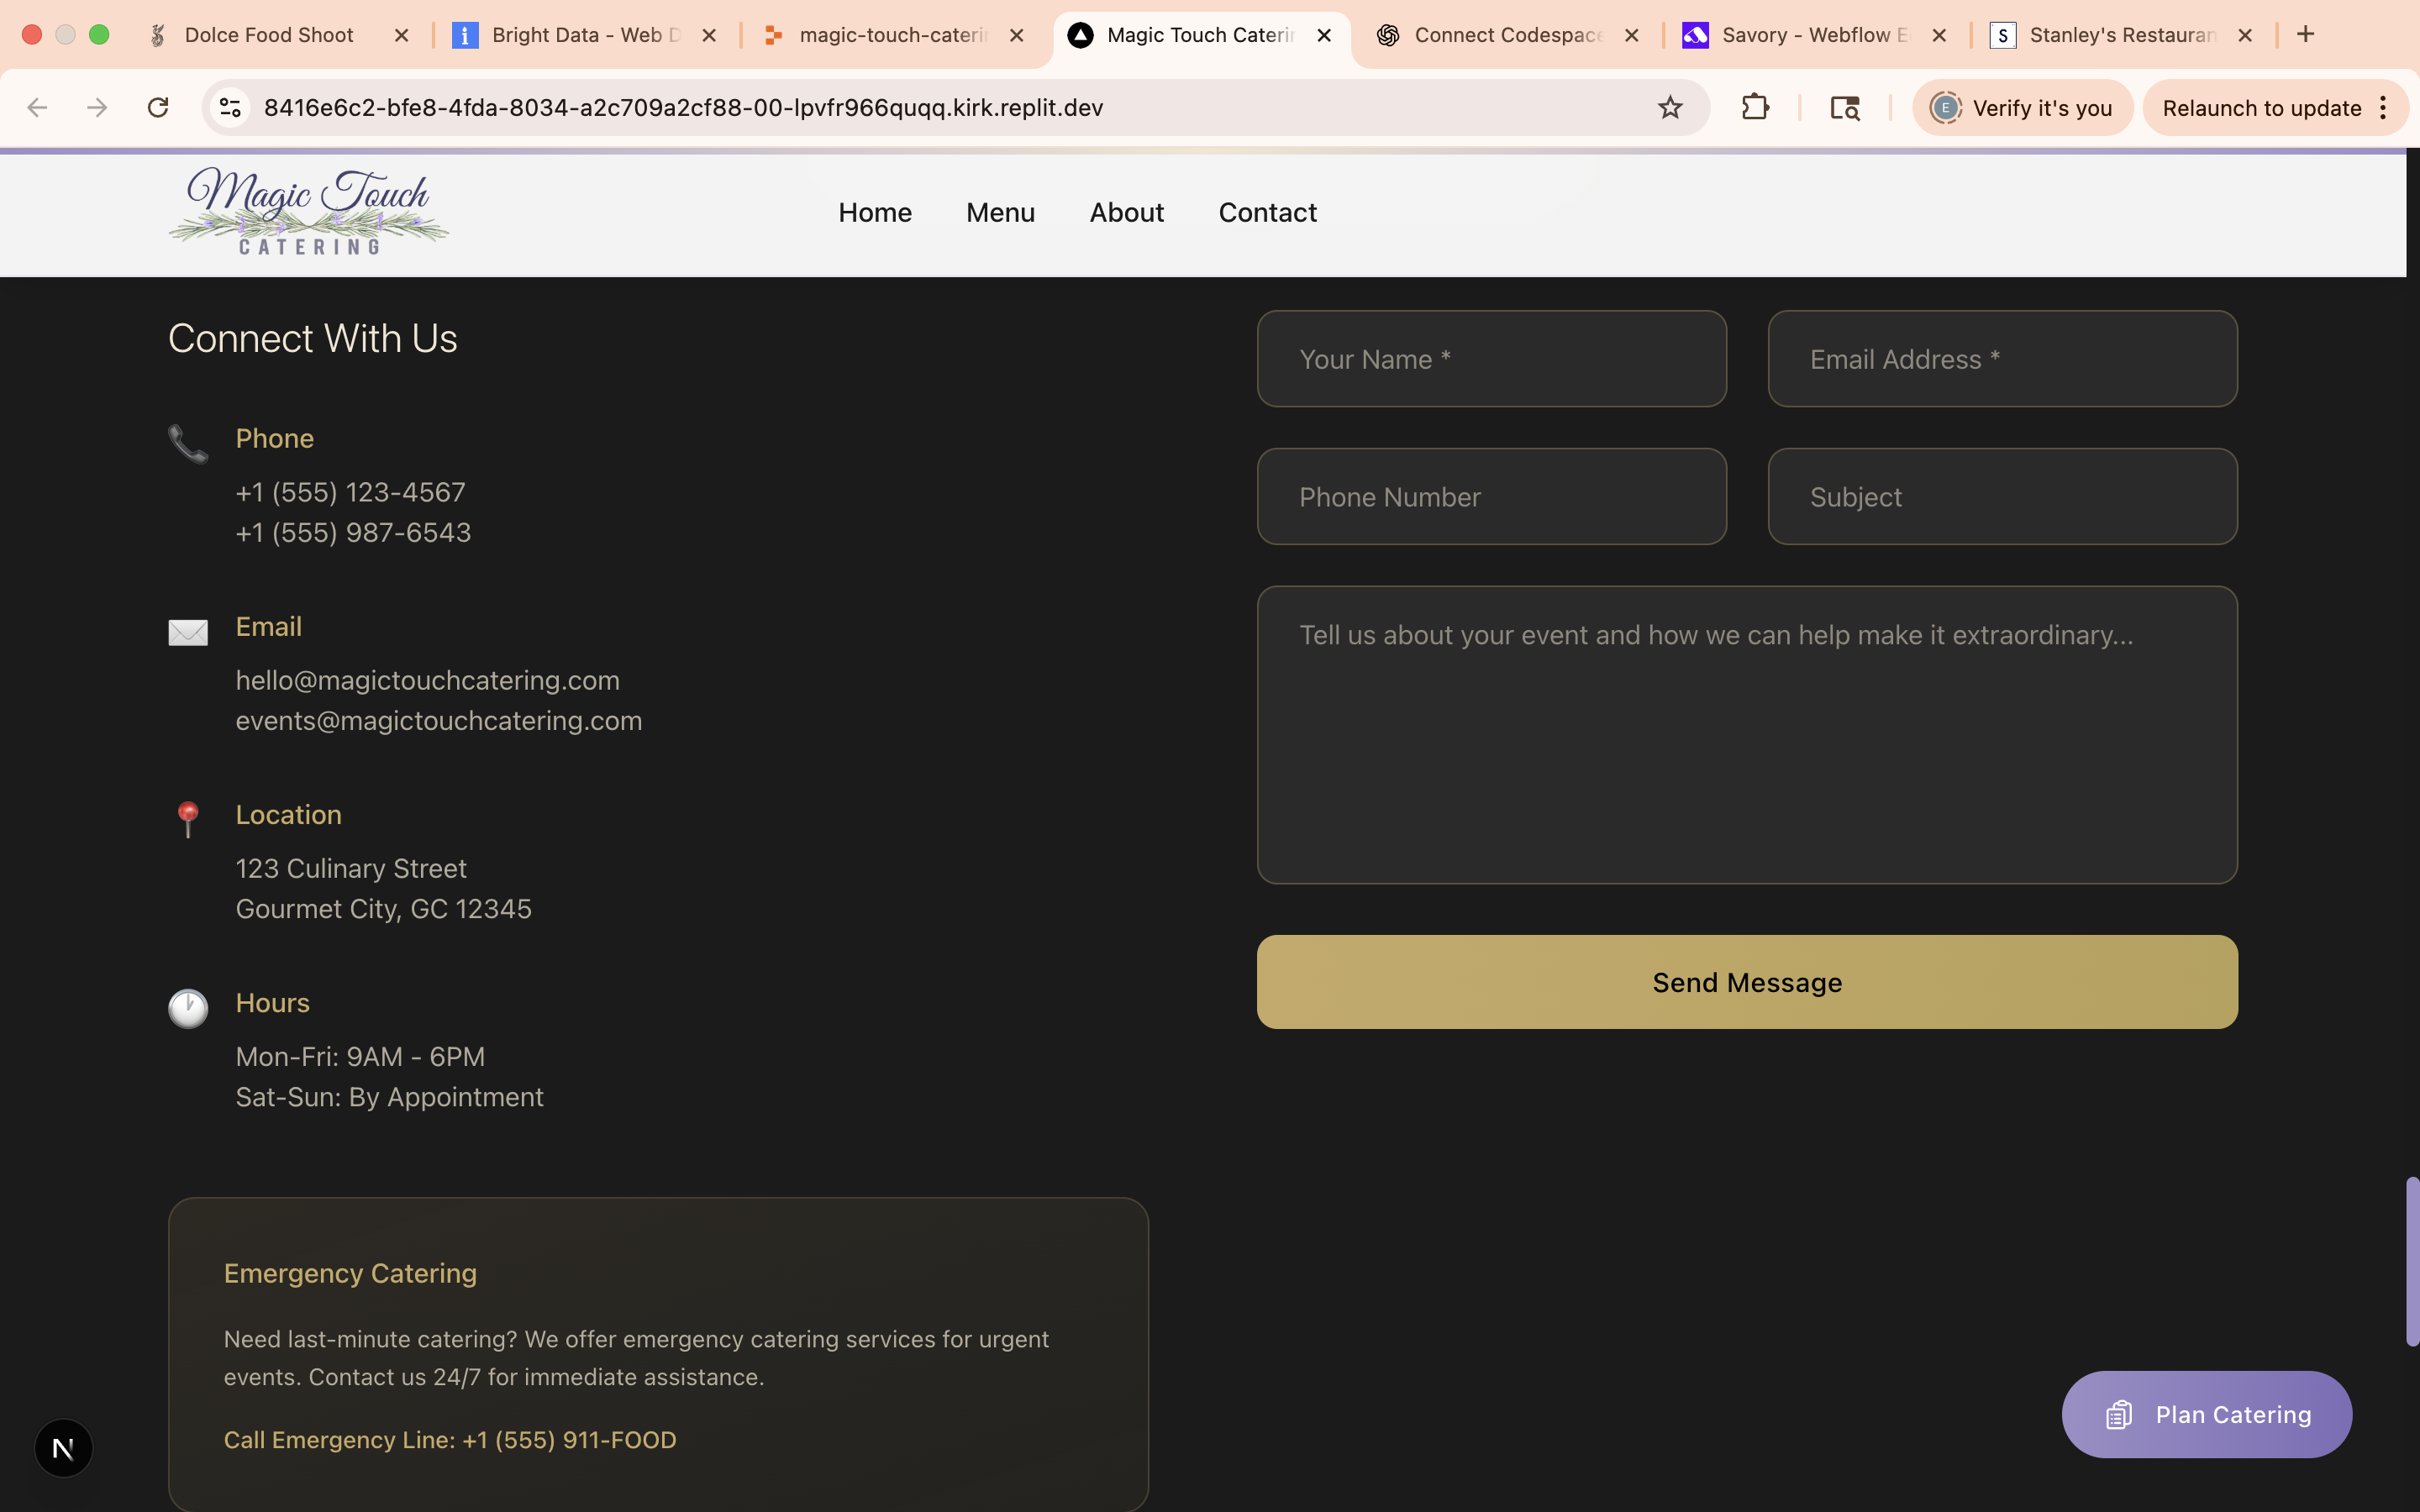 Dolce Food Shoot
Bright Data - Web D
magic-touch-caterin
Magic Touch Caterin
Connect Codespace
Savory - Webflow E
Stanley's Restauran
8416e6c2-bfe8-4fda-8034-a2c709a2cf88-00-lpvfr966quqq.kirk.replit.dev
E
Verify it's you
Relaunch to update
Magic Touch
CATERING
Home
Menu
About
Contact
Connect With Us
Phone
+1 (555) 123-4567
+1 (555) 987-6543
Email
hello@magictouchcatering.com
events@magictouchcatering.com
Location
123 Culinary Street
Gourmet City, GC 12345
Hours
Mon-Fri: 9AM - 6PM
Sat-Sun: By Appointment
Your Name *
Email Address *
Phone Number
Subject
Tell us about your event and how we can help make it extraordinary...
Send Message
Emergency Catering
Need last-minute catering? We offer emergency catering services for urgent
events. Contact us 24/7 for immediate assistance.
Call Emergency Line: +1 (555) 911-FOOD
N
Plan Catering